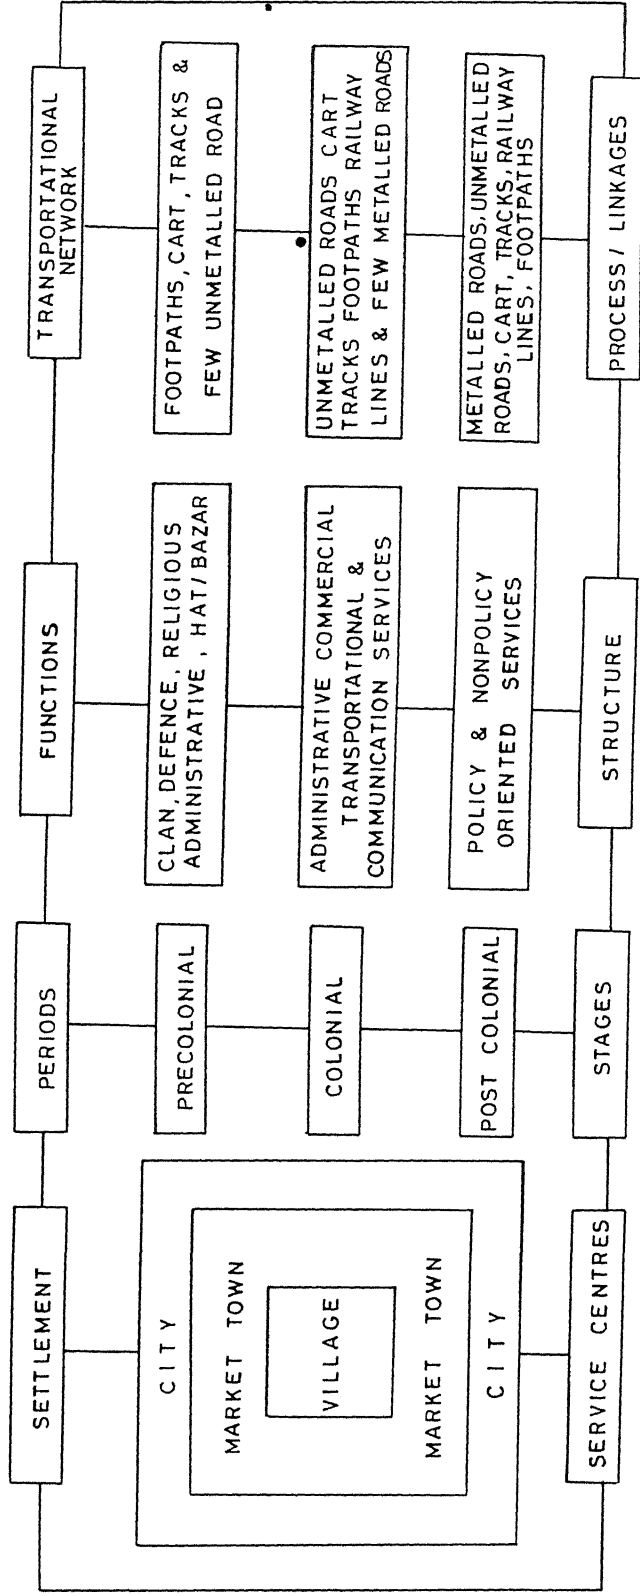 SETTLEMENT
PERIODS
FUNCTIONS
TRANSPORTATIONAL
NETWORK
CITY
MARKET TOWN
VILLAGE
MARKET TOWN
CITY
PRECOLONIAL
COLONIAL
POST COLONIAL
CLAN, DEFENCE, RELIGIOUS
ADMINISTRATIVE, HAT/BAZAR
ADMINISTRATIVE COMMERCIAL
TRANSPORTATIONAL &
COMMUNICATION SERVICES
POLICY & NONPOLICY
ORIENTED SERVICES
FOOTPATHS, CART, TRACKS &
FEW UNMETALLED ROAD
UNMETALLED ROADS CART
TRACKS FOOTPATHS RAILWAY
LINES & FEW METALLED ROADS
METALLED ROADS, UNMETALLED
ROADS, CART, TRACKS, RAILWAY
LINES, FOOTPATHS
SERVICE CENTRES
STAGES
STRUCTURE
PROCESS/ LINKAGES